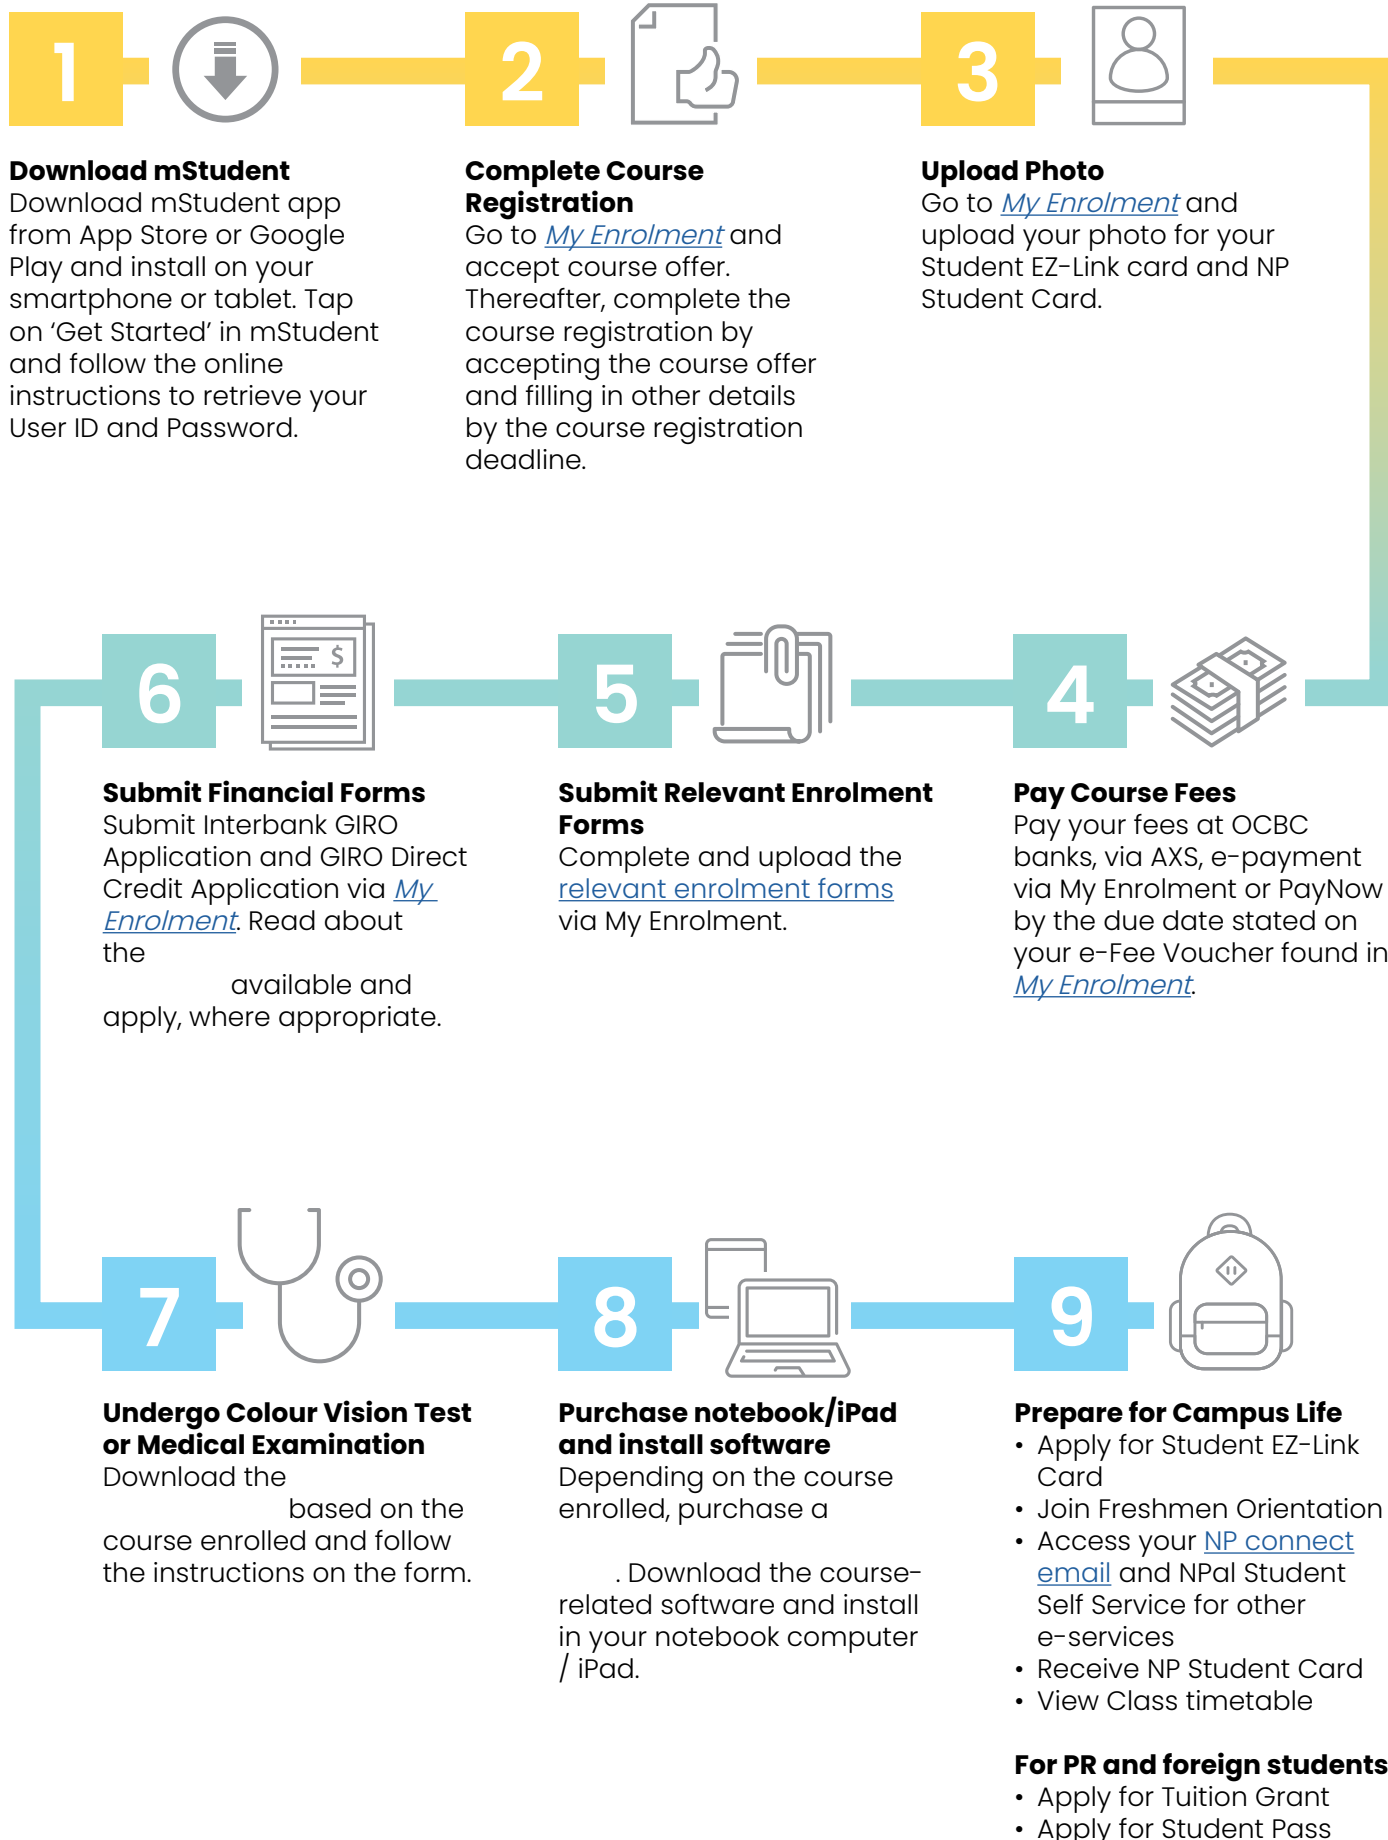 1
Download mStudent
Download mStudent app
from App Store or Google
Play and install on your
smartphone or tablet. Tap
on ‘Get Started’ in mStudent
and follow the online
instructions to retrieve your
User ID and Password.
2
Complete Course
Registration
Go to My Enrolment and
accept course offer.
Thereafter, complete the
course registration by
accepting the course offer
and filling in other details
by the course registration
deadline.
3
Upload Photo
Go to My Enrolment and
upload your photo for your
Student EZ-Link card and NP
Student Card.
4
Pay Course Fees
Pay your fees at OCBC
banks, via AXS, e-payment
via My Enrolment or PayNow
by the due date stated on
your e-Fee Voucher found in
My Enrolment.
5
Submit Relevant Enrolment
Forms
Complete and upload the
relevant enrolment forms
via My Enrolment.
6
$
Submit Financial Forms
Submit Interbank GIRO
Application and GIRO Direct
Credit Application via My
Enrolment. Read about
the
available and
apply, where appropriate.
7
Undergo Colour Vision Test
or Medical Examination
Download the
based on the
course enrolled and follow
the instructions on the form.
8
Purchase notebook/iPad
and install software
Depending on the course
enrolled, purchase a
. Download the course-
related software and install
in your notebook computer
/ iPad.
9
Prepare for Campus Life
• Apply for Student EZ-Link
Card
• Join Freshmen Orientation
• Access your NP connect
email and NPal Student
Self Service for other
e-services
• Receive NP Student Card
• View Class timetable
For PR and foreign students
• Apply for Tuition Grant
• Apply for Student Pass